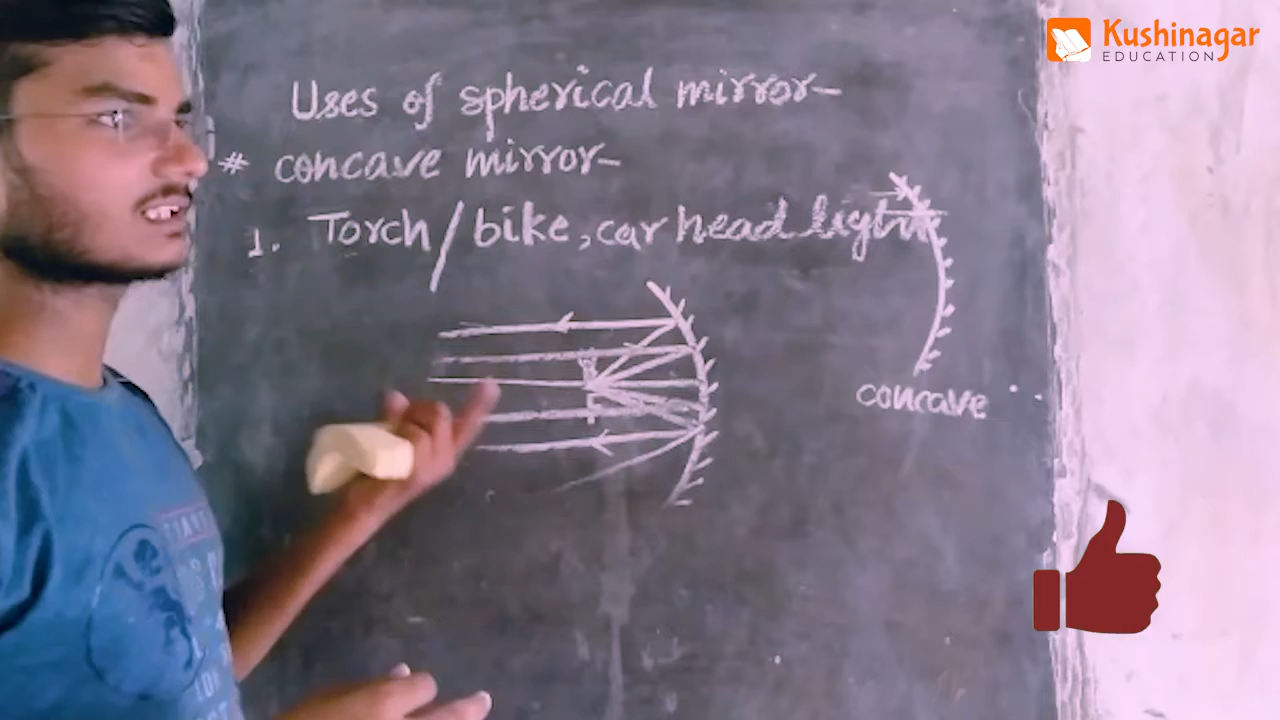 Kushinagar
EDUCATION
Uses of spherical mirror-
# concave mirror-
1. Torch/bike, car head light
concave